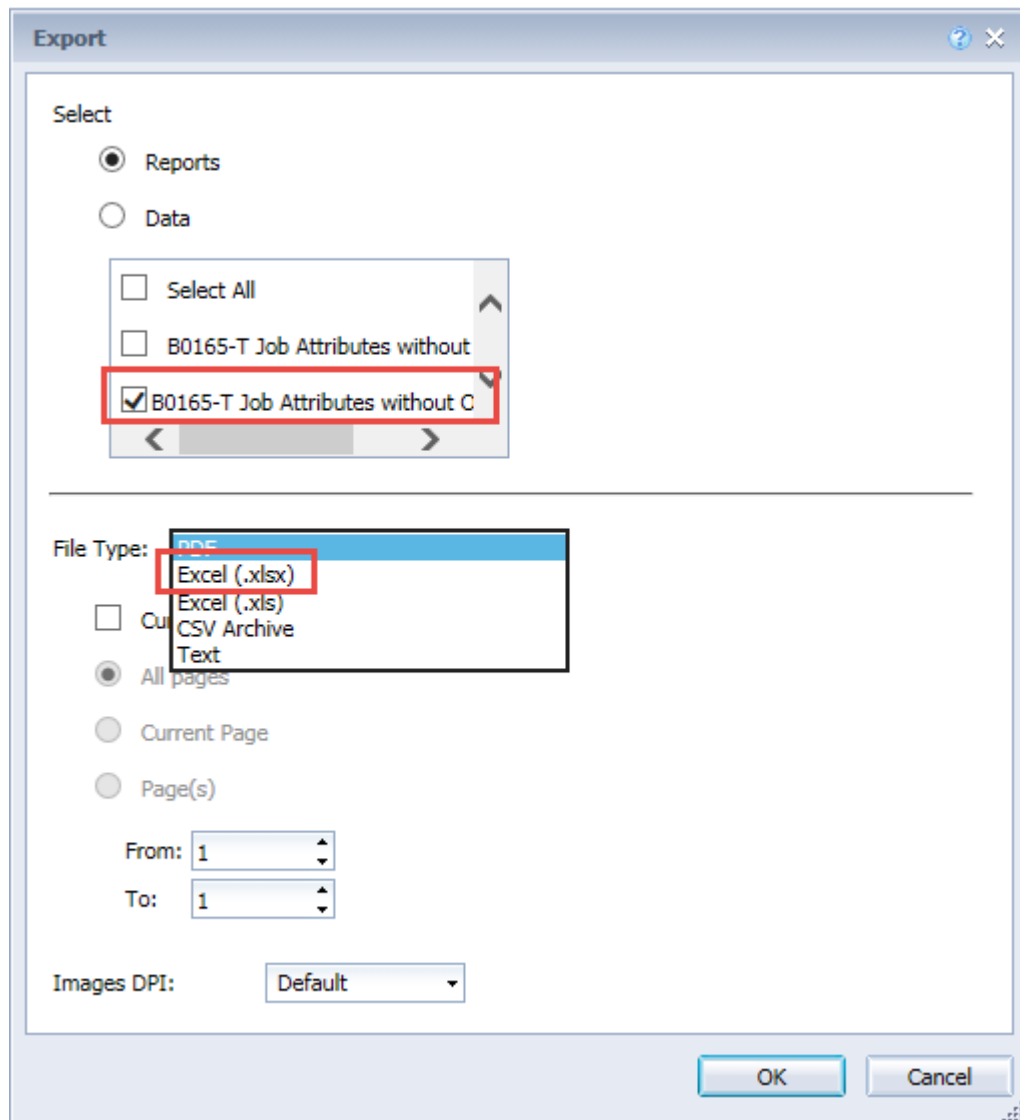 Export
Select
Reports
Data
Select All
B0165-T Job Attributes without
B0165-T Job Attributes without O
File Type:
PDF
Excel (.xlsx)
Excel (.xls)
CSV Archive
Text
All pages
Current Page
Page(s)
From: 1
To: 1
Images DPI: Default
OK Cancel